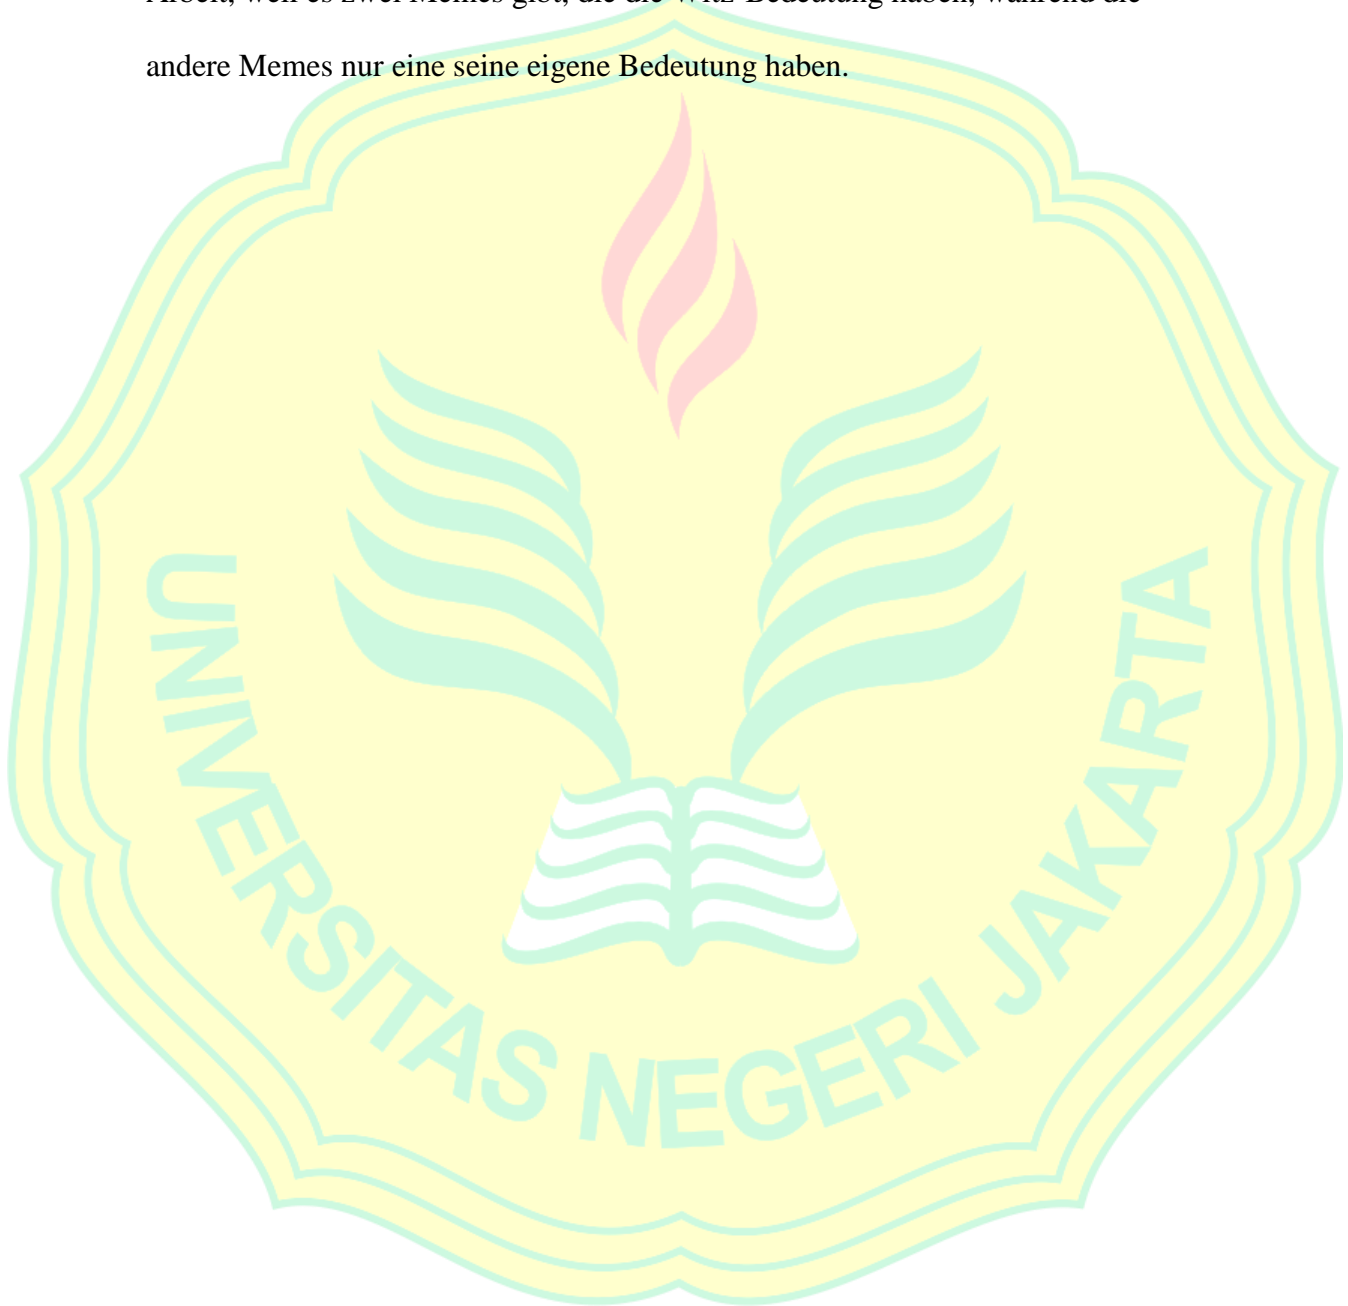 Arbeit, weil es zwei Memes gibt, die die Witz-Bedeutung haben, während die
andere Memes nur eine seine eigene Bedeutung haben.
UNIVERSITAS NEGERI JAKARTA